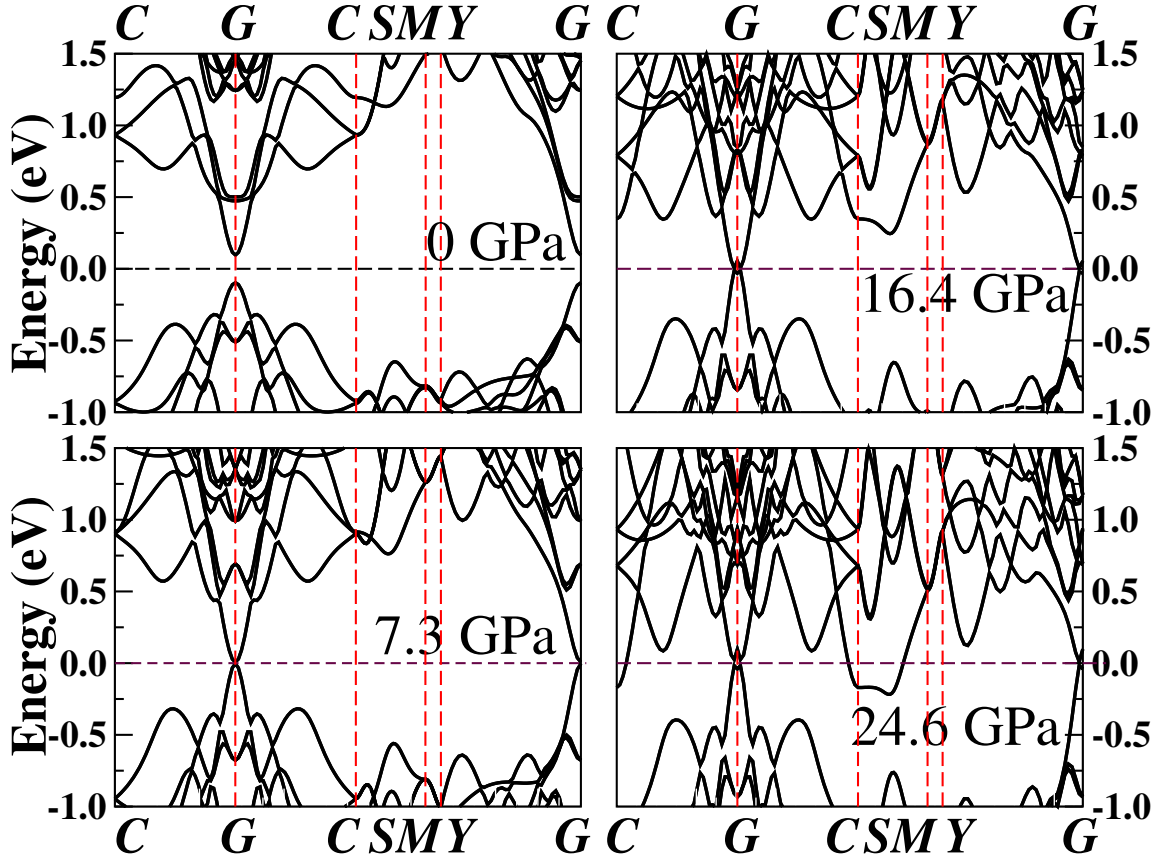 C G C S M Y G C G C S M Y G
1.5 1.5
1.0 1.0
0.5 0.5
0 GPa
0.0 0.0
16.4 GPa
-0.5 -0.5
-1.0 -1.0
Energy (eV)
1.5 1.5
1.0 1.0
0.5 0.5
7.3 GPa
0.0 0.0
24.6 GPa
-0.5 -0.5
-1.0 -1.0
Energy (eV)
C G C S M Y G C G C S M Y G